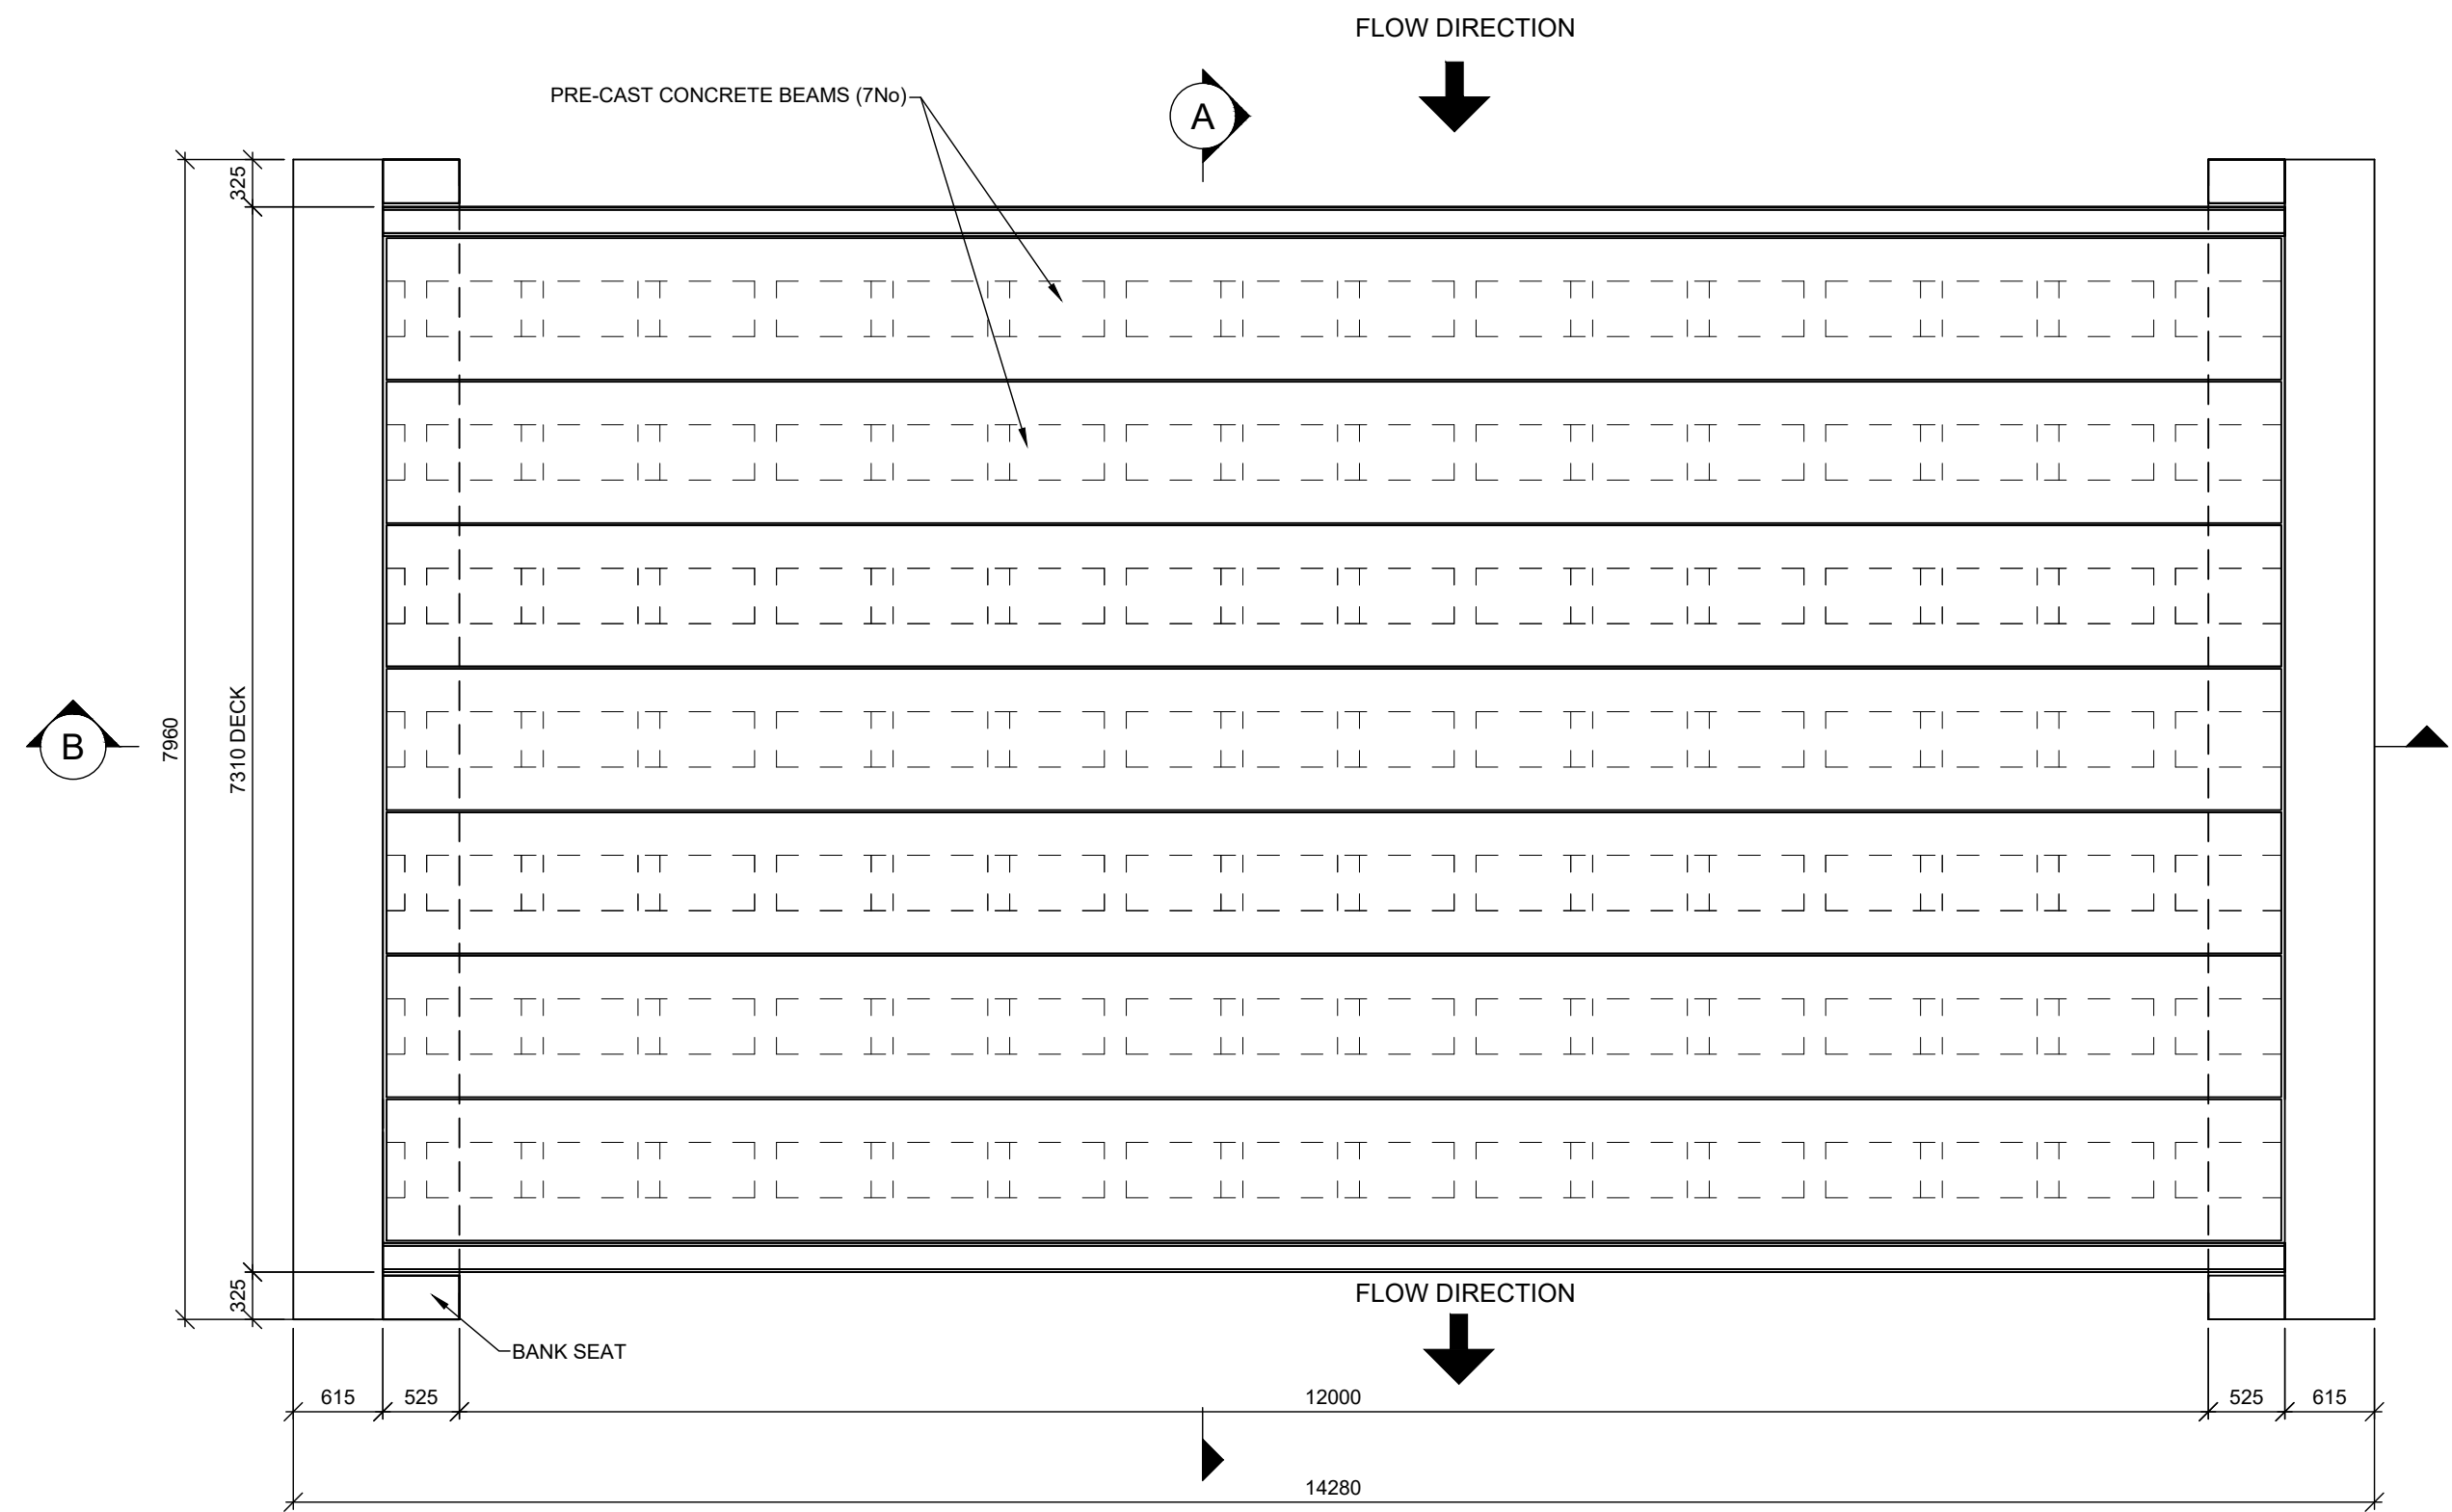 FLOW DIRECTION
PRE-CAST CONCRETE BEAMS (7No)
A
325
7960
7310 DECK
B
325
FLOW DIRECTION
BANK SEAT
615
525
12000
525
615
14280